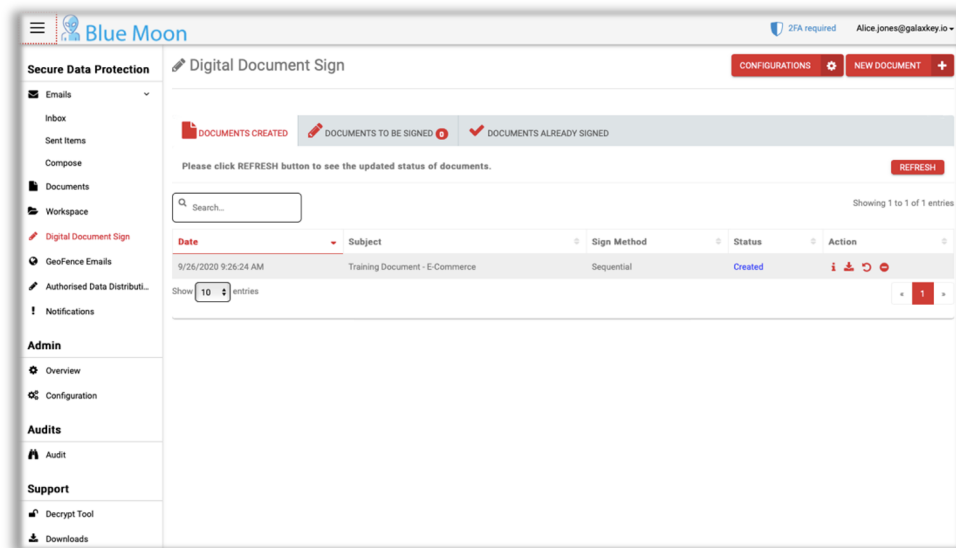 Blue Moon
2FA required
Alice.jones@galaxkey.io
Secure Data Protection
Emails
Inbox
Sent Items
Compose
Documents
Workspace
Digital Document Sign
GeoFence Emails
Authorised Data Distributi...
Notifications
Admin
Overview
Configuration
Audits
Audit
Support
Decrypt Tool
Downloads
Digital Document Sign
CONFIGURATIONS
NEW DOCUMENT
DOCUMENTS CREATED
DOCUMENTS TO BE SIGNED 0
DOCUMENTS ALREADY SIGNED
Please click REFRESH button to see the updated status of documents.
REFRESH
Search...
Showing 1 to 1 of 1 entries
Date Subject Sign Method Status Action
9/26/2020 9:26:24 AM Training Document - E-Commerce Sequential Created
Show 10 entries
« 1 »